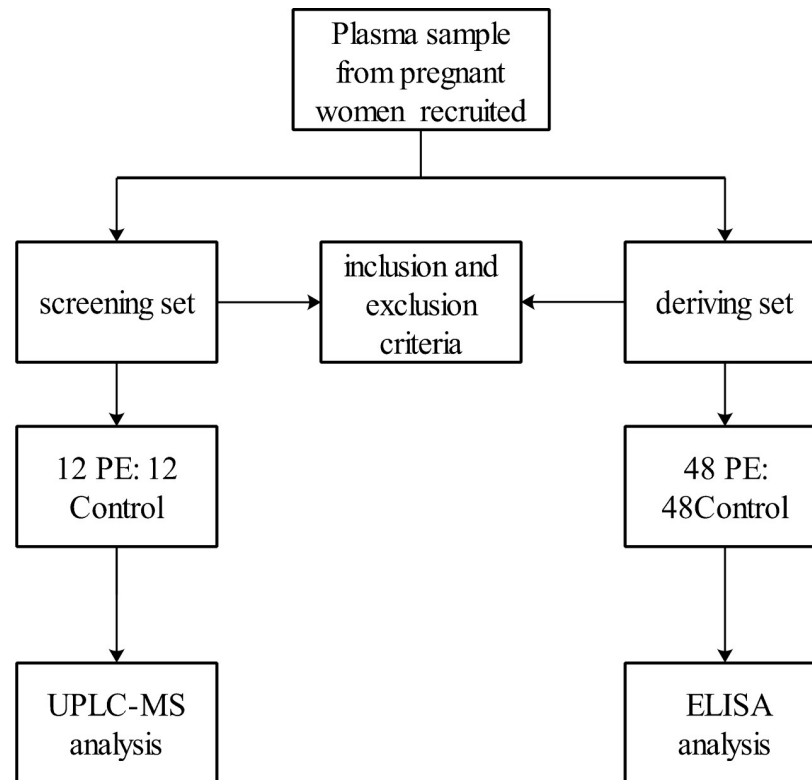 Plasma sample
from pregnant
women recruited
screening set
inclusion and
exclusion
criteria
deriving set
12 PE: 12
Control
48 PE:
48Control
UPLC-MS
analysis
ELISA
analysis